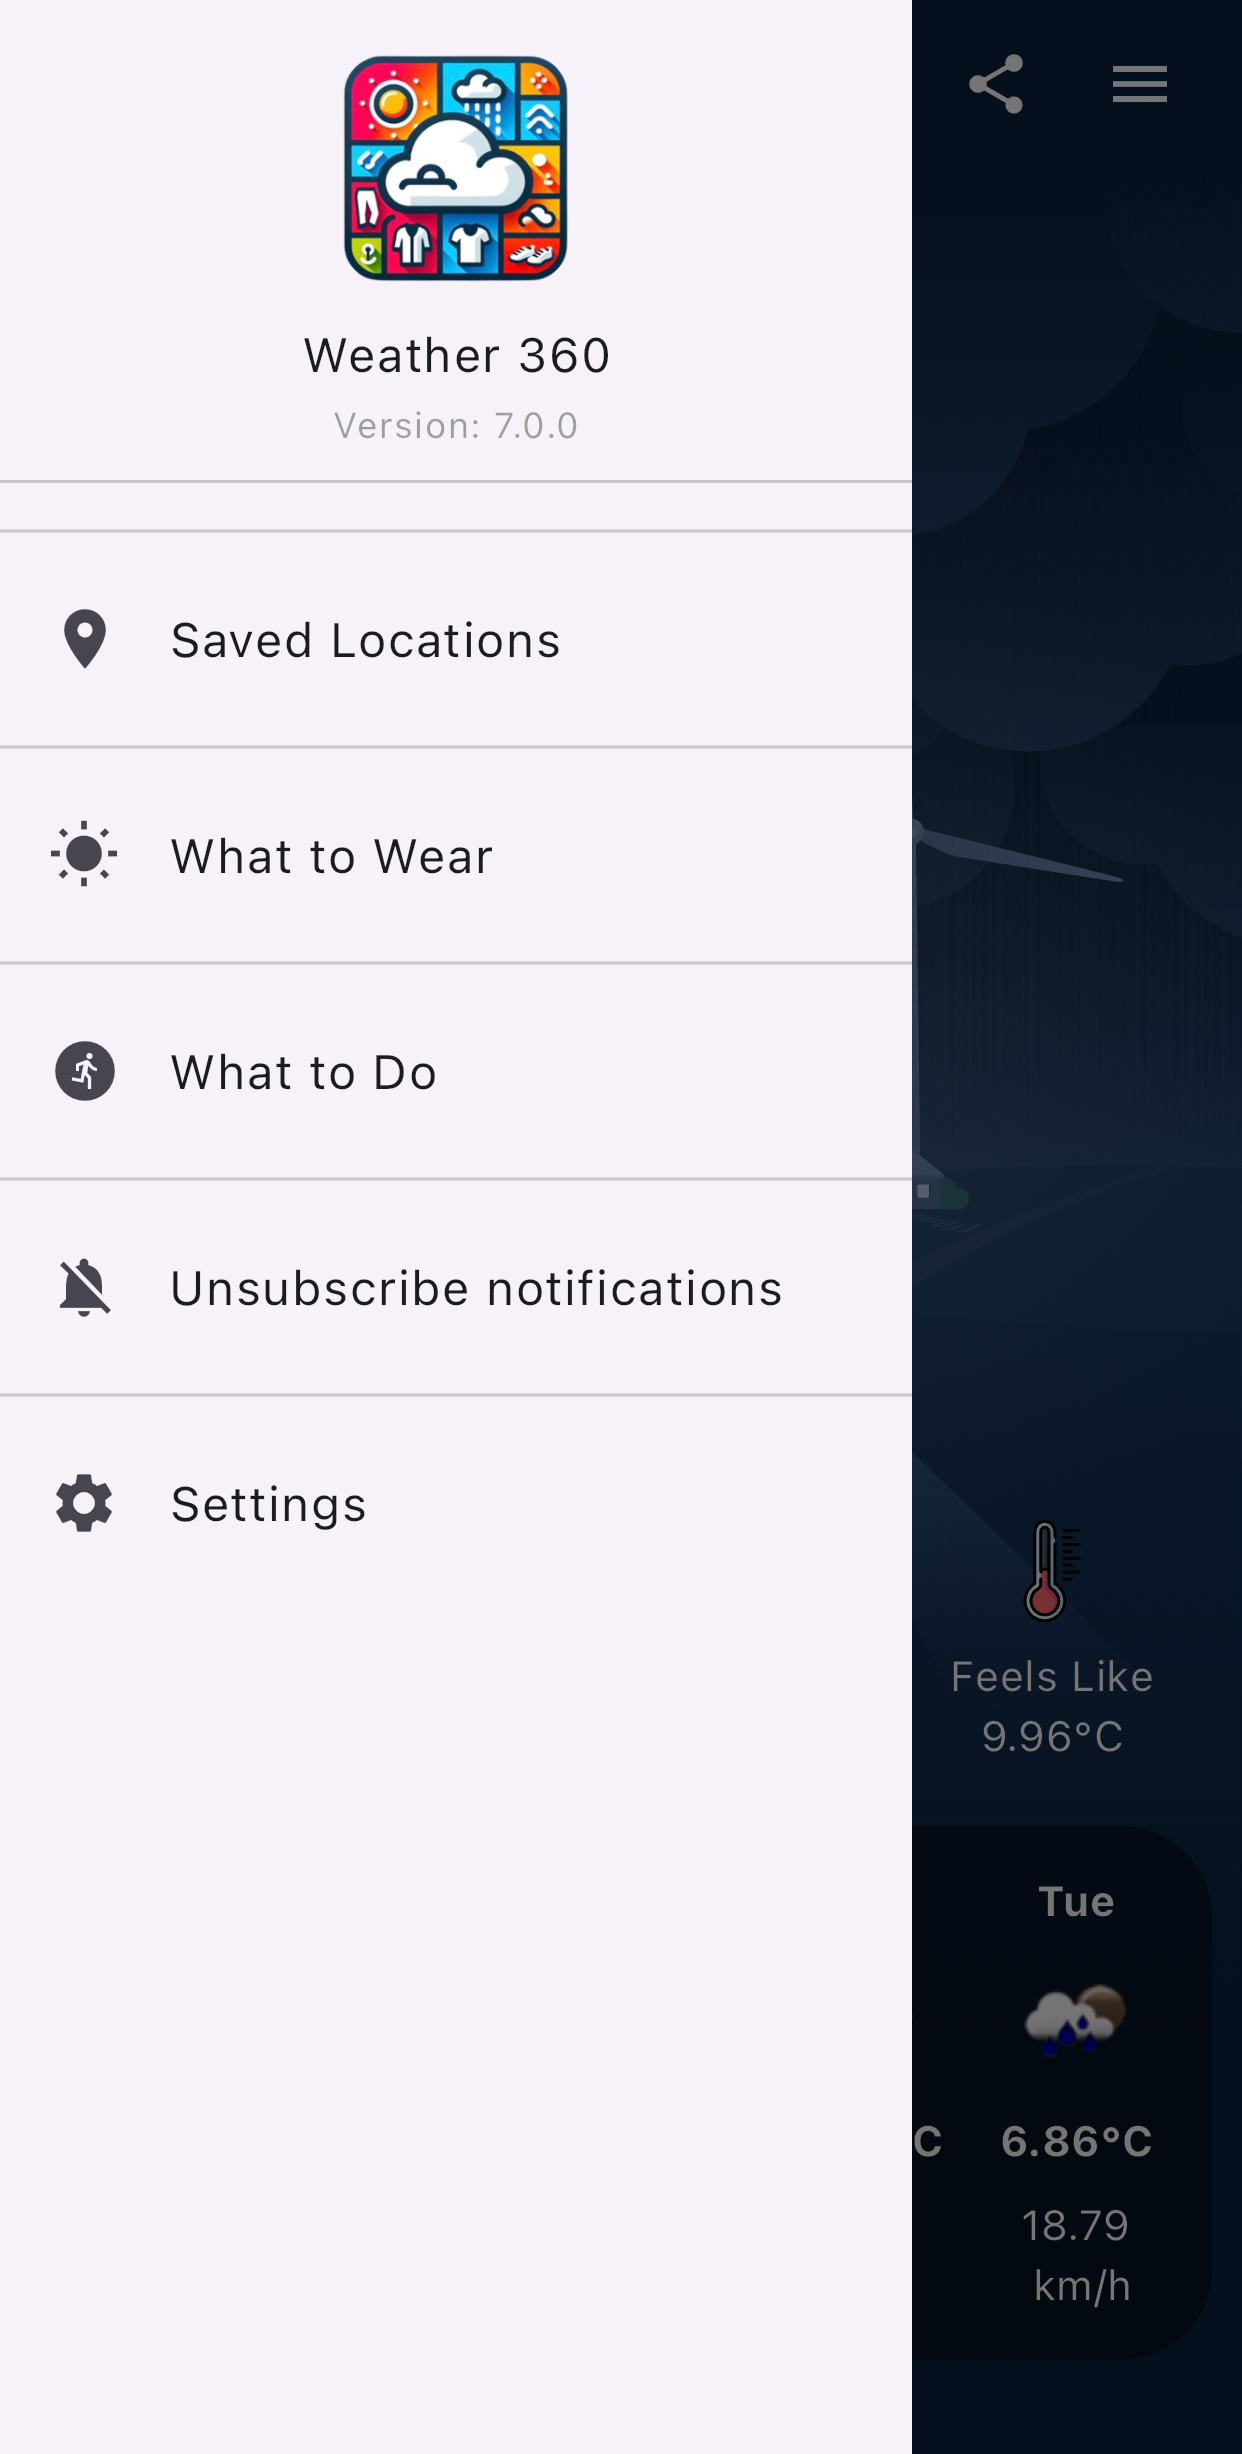 Weather 360
Version: 7.0.0
Saved Locations
What to Wear
What to Do
Unsubscribe notifications
Settings
Feels Like
9.96°C
Tue
C 6.86°C
18.79
km/h